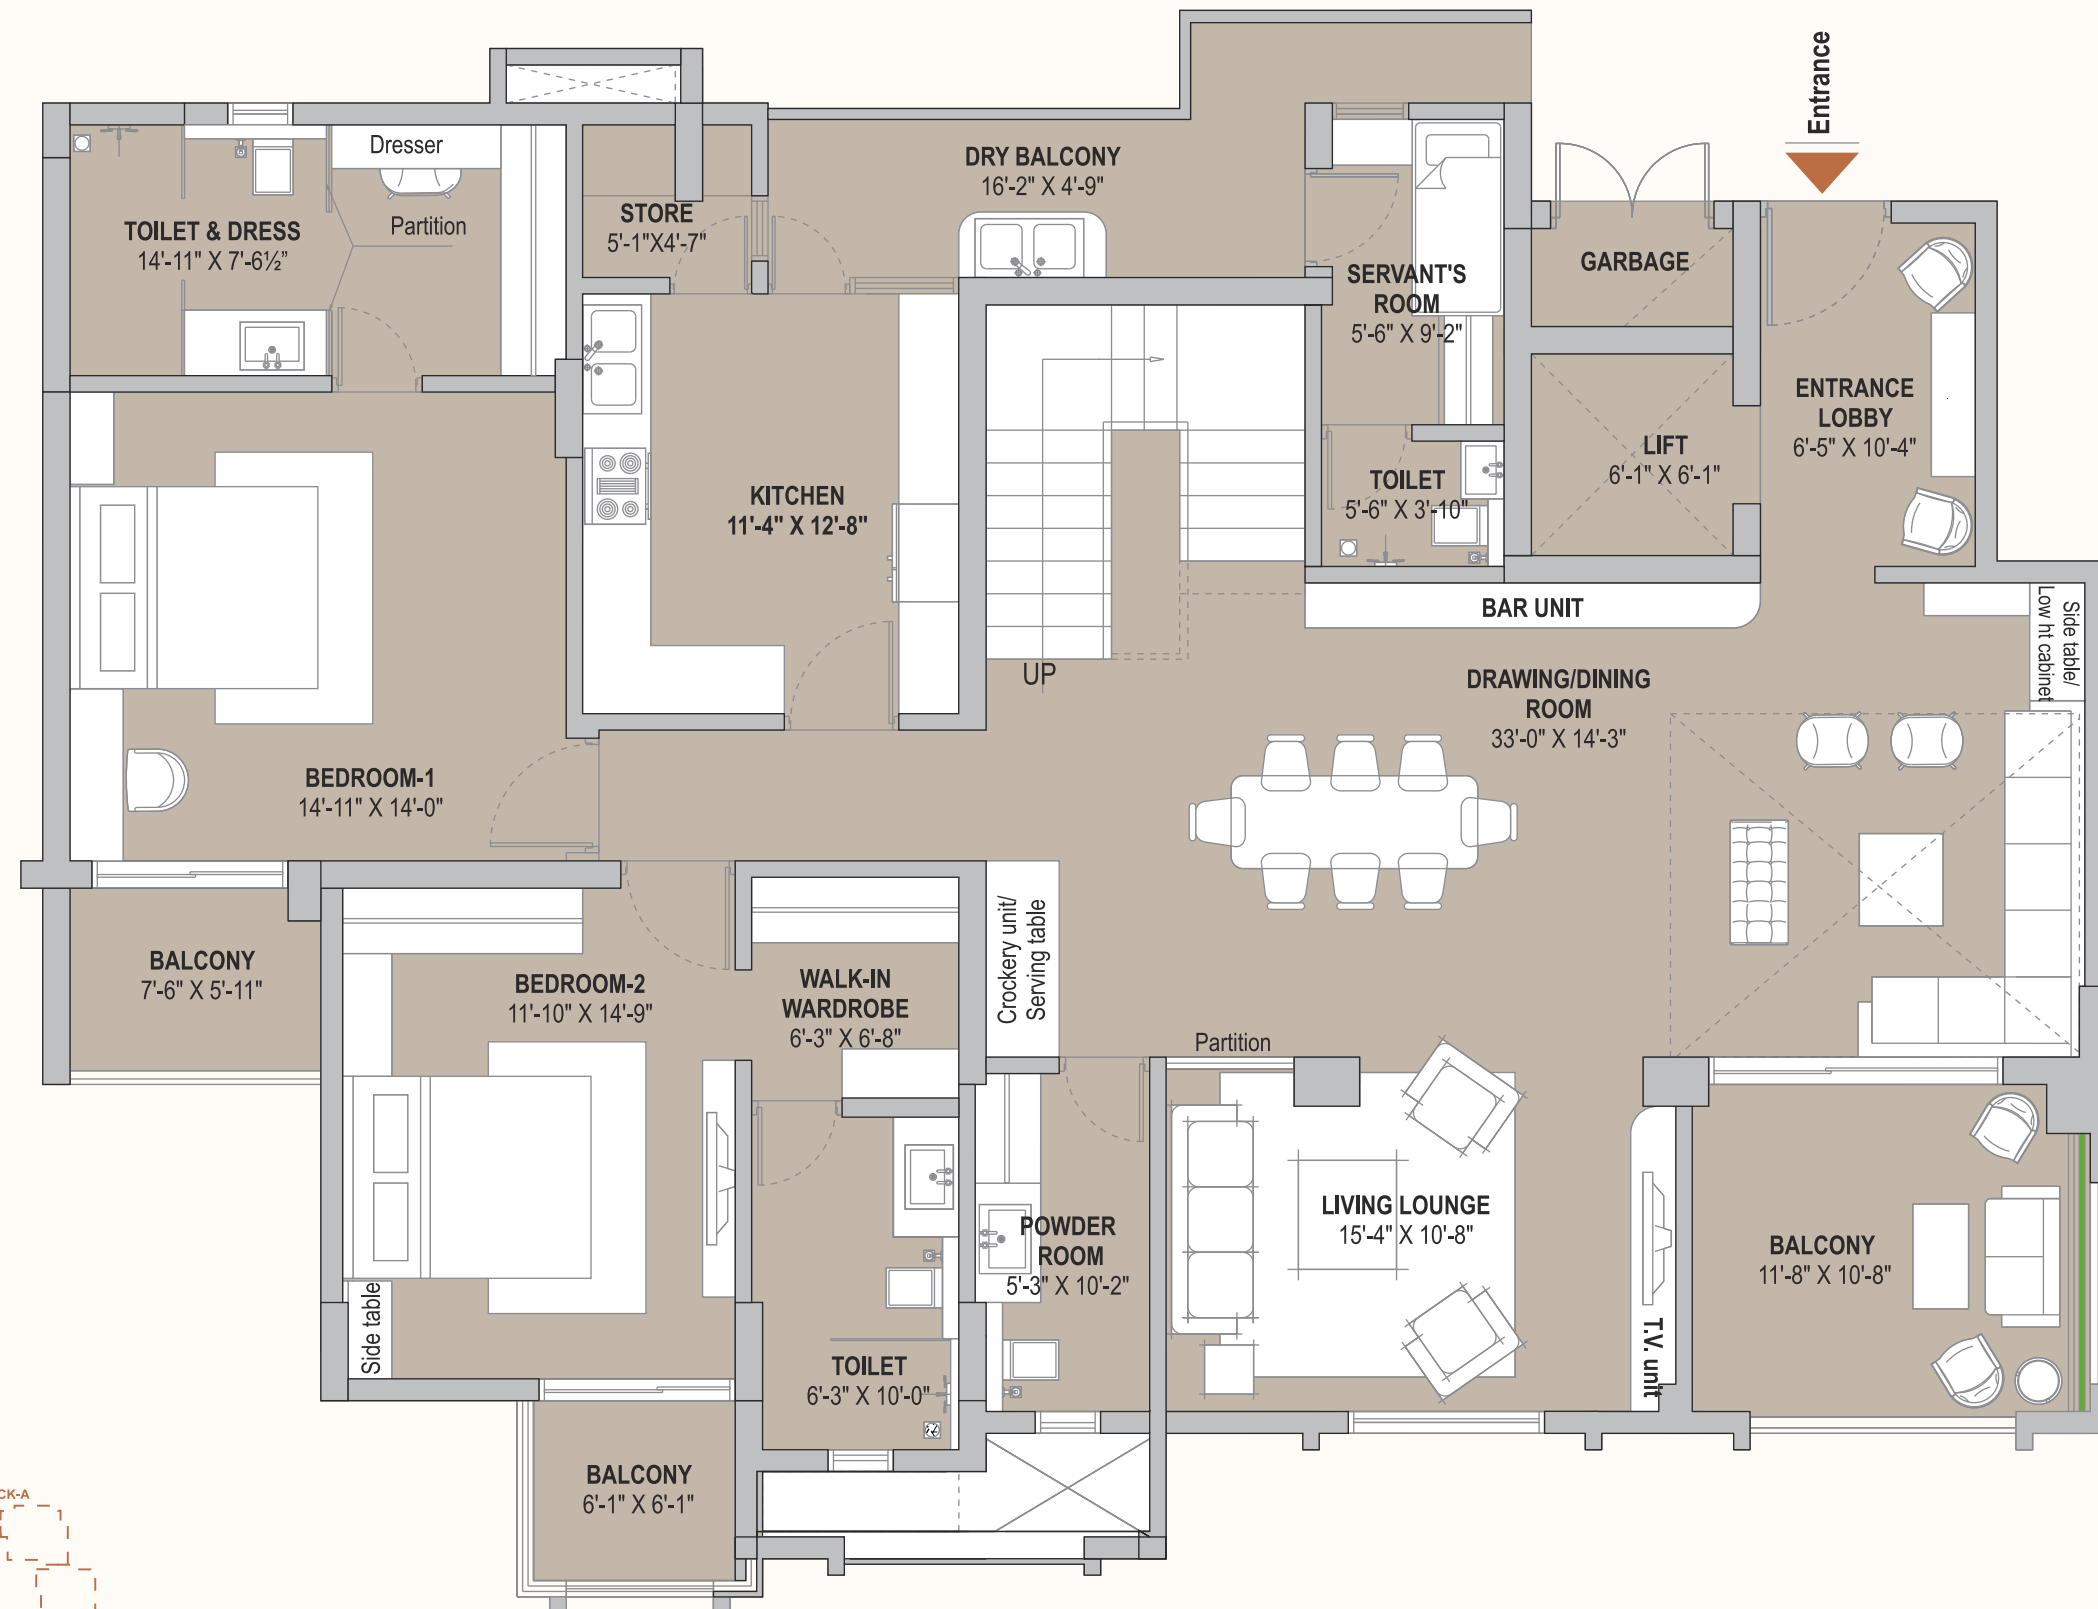 Entrance
Dresser
Partition
TOILET & DRESS
14'-11" X 7'-6½"
STORE
5'-1"X4'-7"
DRY BALCONY
16'-2" X 4'-9"
SERVANT'S
ROOM
5'-6" X 9'-2"
GARBAGE
ENTRANCE
LOBBY
6'-5" X 10'-4"
LIFT
6'-1" X 6'-1"
TOILET
5'-6" X 3'-10"
KITCHEN
11'-4" X 12'-8"
BAR UNIT
Side table/
Low ht cabinet
UP
DRAWING/DINING
ROOM
33'-0" X 14'-3"
BEDROOM-1
14'-11" X 14'-0"
BALCONY
7'-6" X 5'-11"
BEDROOM-2
11'-10" X 14'-9"
WALK-IN
WARDROBE
6'-3" X 6'-8"
Crockery unit/
Serving table
Partition
LIVING LOUNGE
15'-4" X 10'-8"
POWDER
ROOM
5'-3" X 10'-2"
BALCONY
11'-8" X 10'-8"
T.V. unit
Side table
TOILET
6'-3" X 10'-0"
BALCONY
6'-1" X 6'-1"
CK-A